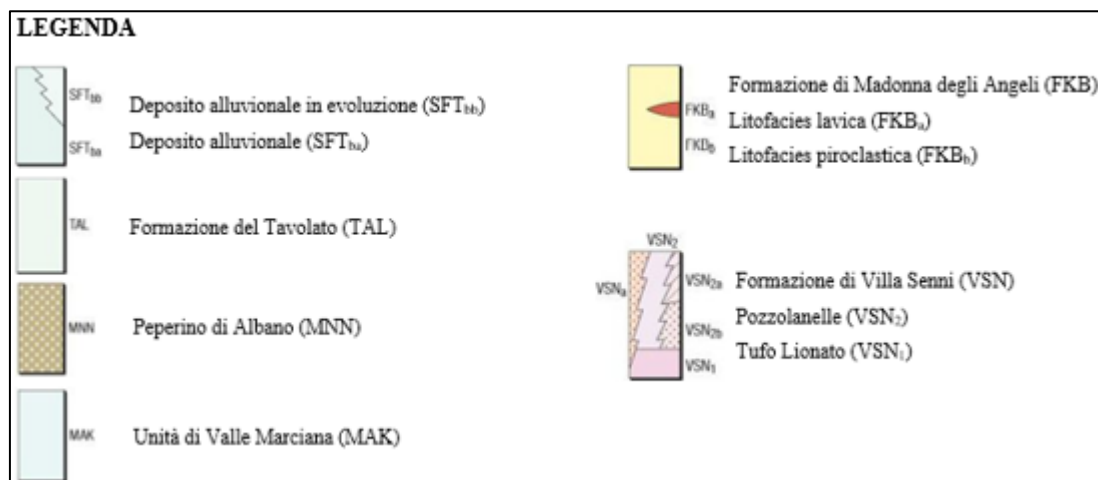 LEGENDA
SFTbb
Deposito alluvionale in evoluzione (SFTbb)
SFTba
Deposito alluvionale (SFTba)
TAL
Formazione del Tavolato (TAL)
MNN
Peperino di Albano (MNN)
MAK
Unità di Valle Marciana (MAK)
Formazione di Madonna degli Angeli (FKB)
FKBa
Litofacies lavica (FKBa)
FKBb
Litofacies piroclastica (FKBb)
VSN2
VSNa
VSN2a
Formazione di Villa Senni (VSN)
Pozzolanelle (VSN2)
VSN2b
Tufo Lionato (VSN1)
VSN1